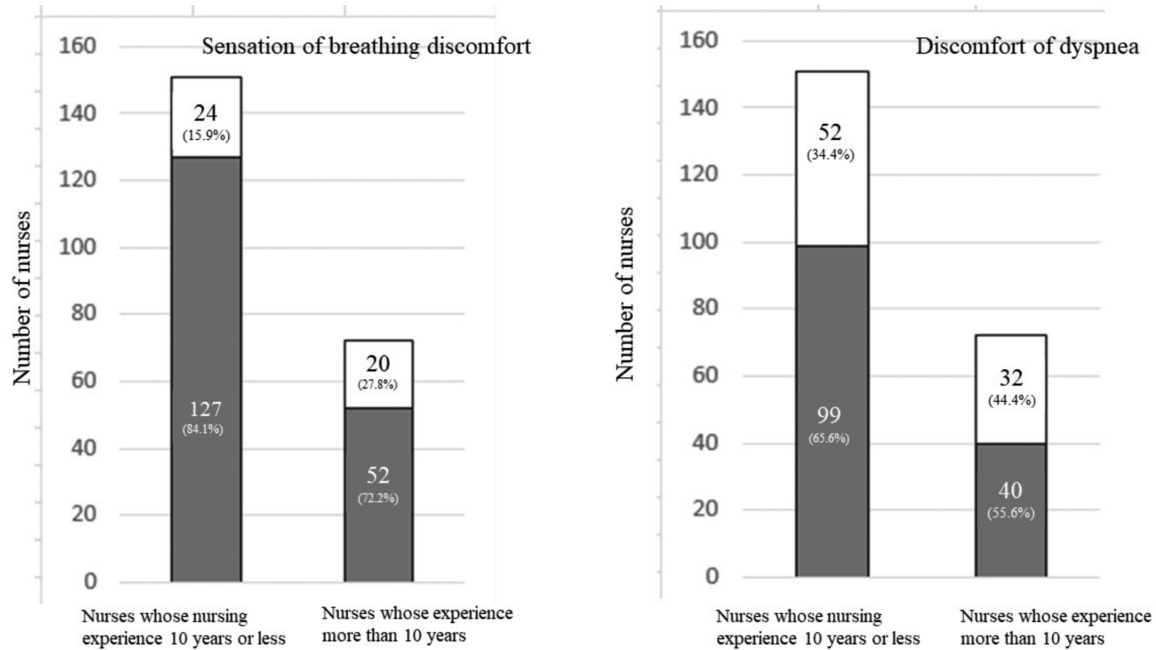 Sensation of breathing discomfort
Number of nurses
160
140
120
100
80
60
40
20
0
24
(15.9%)
127
(84.1%)
20
(27.8%)
52
(72.2%)
Nurses whose nursing
experience 10 years or less
Nurses whose experience
more than 10 years
Discomfort of dyspnea
Number of nurses
160
140
120
100
80
60
40
20
0
52
(34.4%)
99
(65.6%)
32
(44.4%)
40
(55.6%)
Nurses whose nursing
experience 10 years or less
Nurses whose experience
more than 10 years